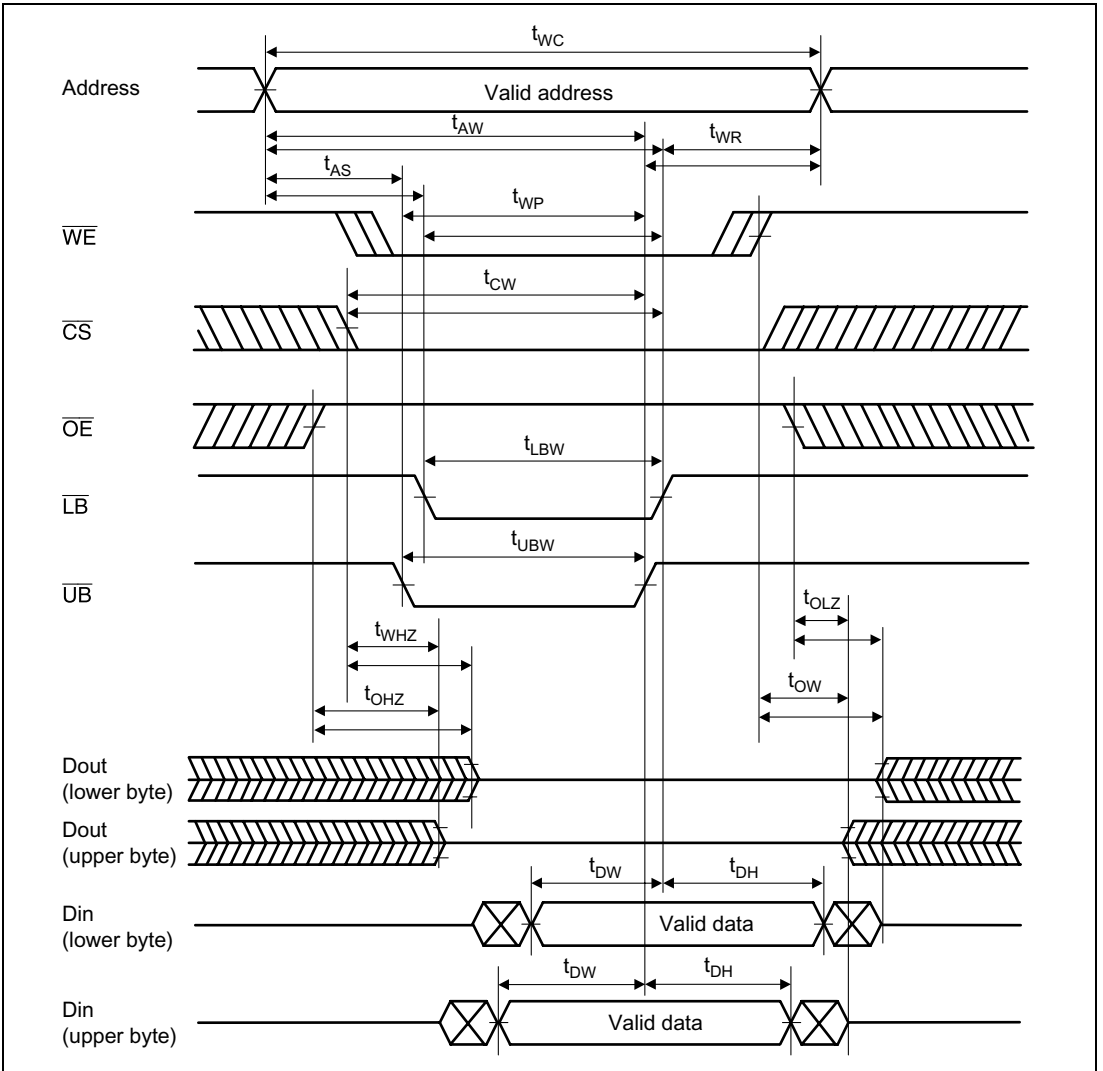 tWC
Address
Valid address
tAW
tWR
tAS
tWP
WE
tCW
CS
OE
tLBW
LB
tUBW
UB
tOLZ
tWHZ
tOW
tOHZ
Dout
(lower byte)
Dout
(upper byte)
tDW
tDH
Din
(lower byte)
Valid data
tDW
tDH
Din
(upper byte)
Valid data